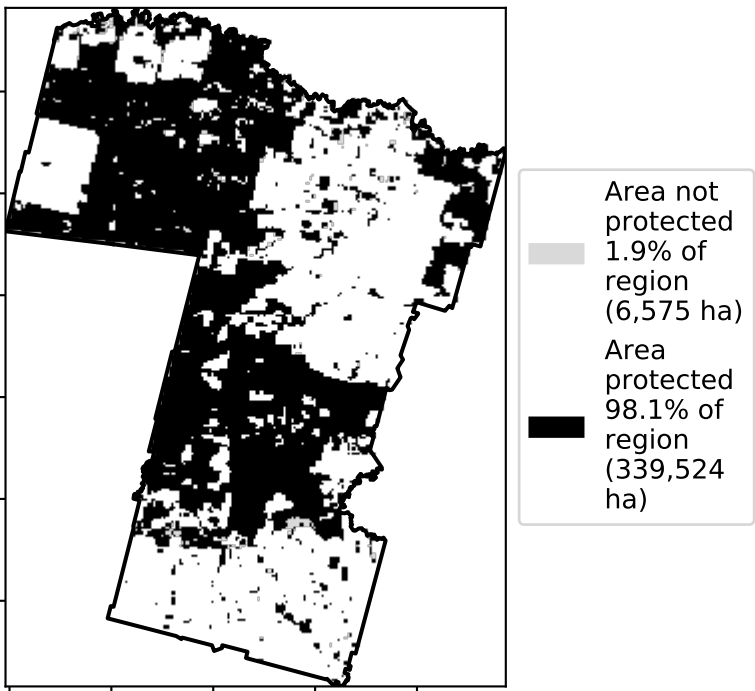 Area not
protected
1.9% of
region
(6,575 ha)
Area
protected
98.1% of
region
(339,524
ha)